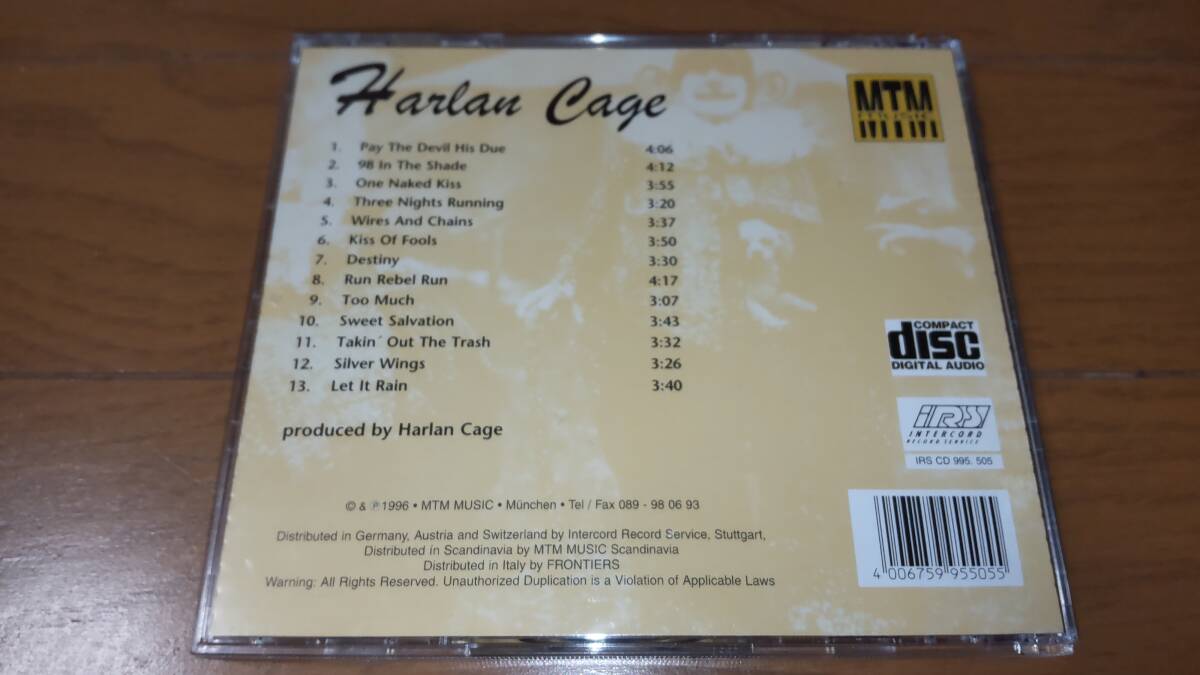 Harlan Cage
MTM
music
1. Pay The Devil His Due 4:06
2. 98 In The Shade 4:12
3. One Naked Kiss 3:55
4. Three Nights Running 3:20
5. Wires And Chains 3:37
6. Kiss Of Fools 3:50
7. Destiny 3:30
8. Run Rebel Run 4:17
9. Too Much 3:07
10. Sweet Salvation 3:43
11. Takin´ Out The Trash 3:32
12. Silver Wings 3:26
13. Let It Rain 3:40
COMPACT
disc
DIGITAL AUDIO
iRS
INTERCORD
RECORD SERVICE
IRS CD 995. 505
produced by Harlan Cage
© & ℗ 1996 • MTM MUSIC • München • Tel / Fax 089 - 98 06 93
Distributed in Germany, Austria and Switzerland by Intercord Record Service, Stuttgart,
Distributed in Scandinavia by MTM MUSIC Scandinavia
Distributed in Italy by FRONTIERS
Warning: All Rights Reserved. Unauthorized Duplication is a Violation of Applicable Laws
4 006759 955055